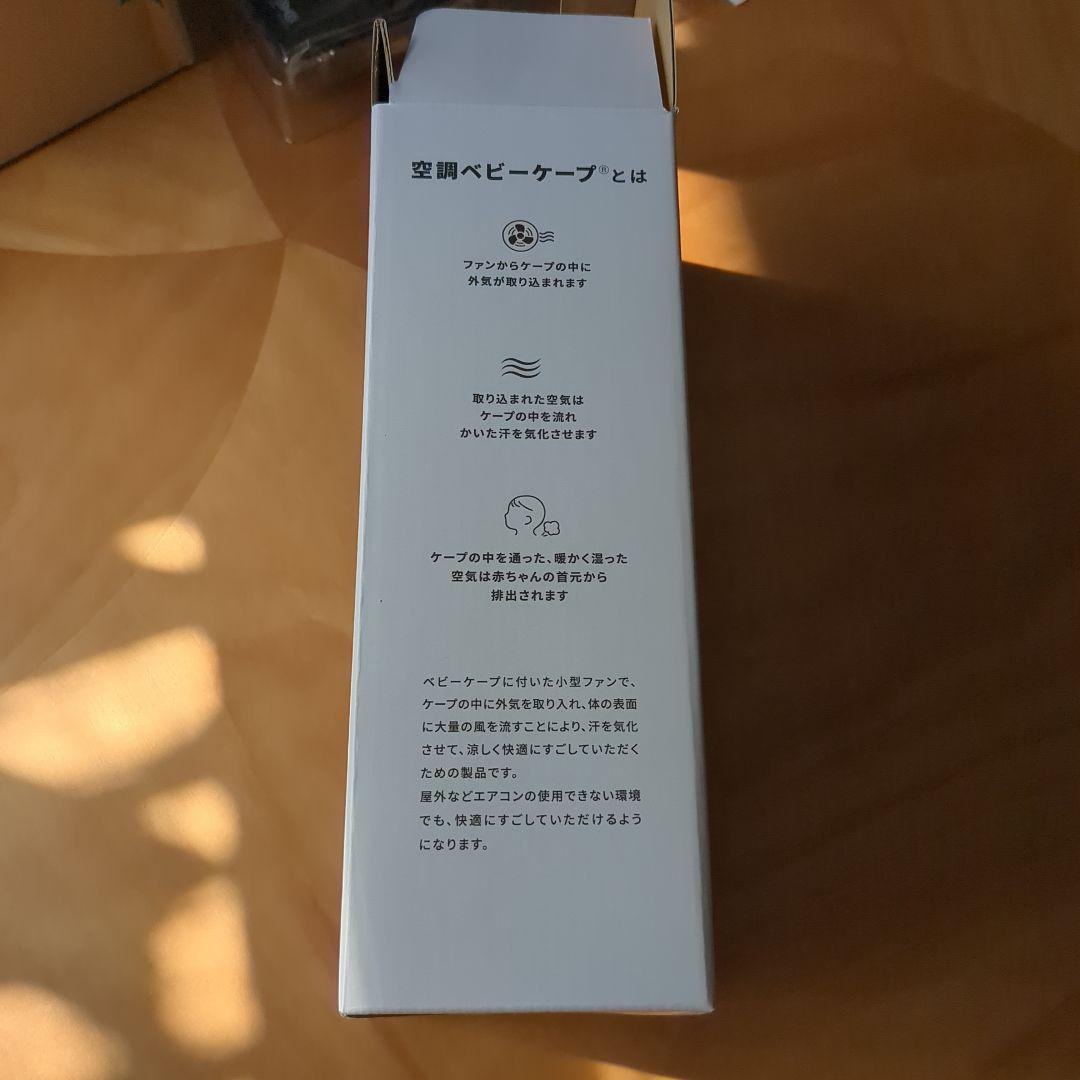 空調ベビーケープ®とは
ファンからケープの中に
外気が取り込まれます
取り込まれた空気は
ケープの中を流れ
かいた汗を気化させます
ケープの中を通った、暖かく湿った
空気は赤ちゃんの首元から
排出されます
ベビーケープに付いた小型ファンで、
ケープの中に外気を取り入れ、体の表面
に大量の風を流すことにより、汗を気化
させて、涼しく快適にすごしていただく
ための製品です。
屋外などエアコンの使用できない環境
でも、快適にすごしていただけるよう
になります。